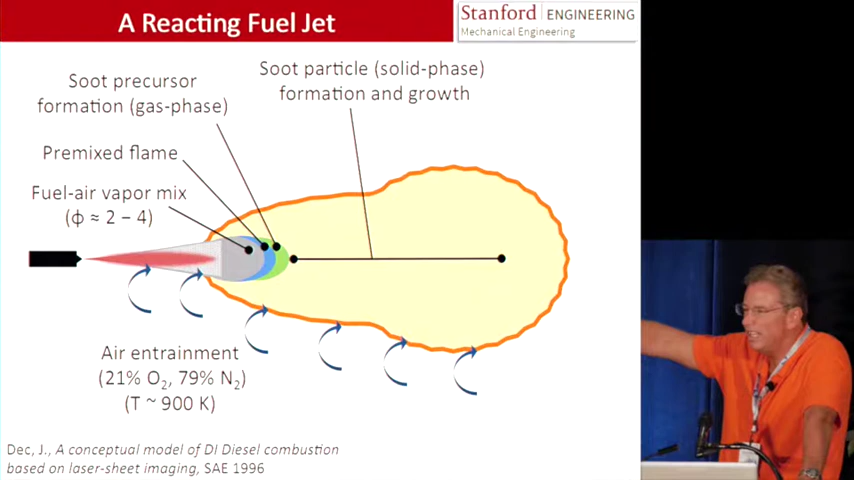 A Reacting Fuel Jet
Stanford ENGINEERING
Mechanical Engineering
Soot precursor
formation (gas-phase)
Soot particle (solid-phase)
formation and growth
Premixed flame
Fuel-air vapor mix
(ϕ ≈ 2 – 4)
Air entrainment
(21% O₂, 79% N₂)
(T ~ 900 K)
Dec, J., A conceptual model of DI Diesel combustion
based on laser-sheet imaging, SAE 1996